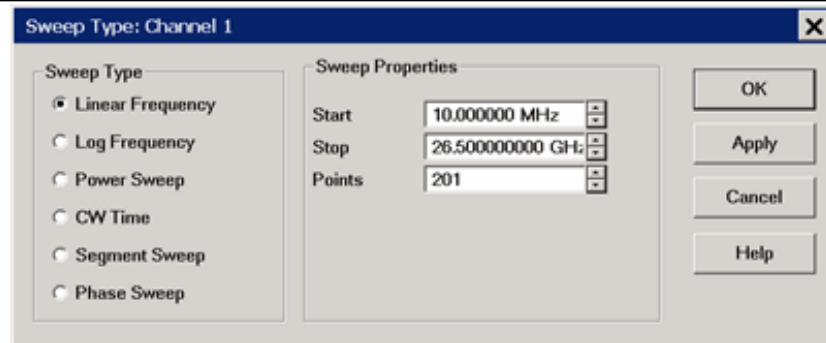 Sweep Type: Channel 1
Sweep Type
Linear Frequency
Log Frequency
Power Sweep
CW Time
Segment Sweep
Phase Sweep
Sweep Properties
Start 10.000000 MHz
Stop 26.500000000 GHz
Points 201
OK
Apply
Cancel
Help